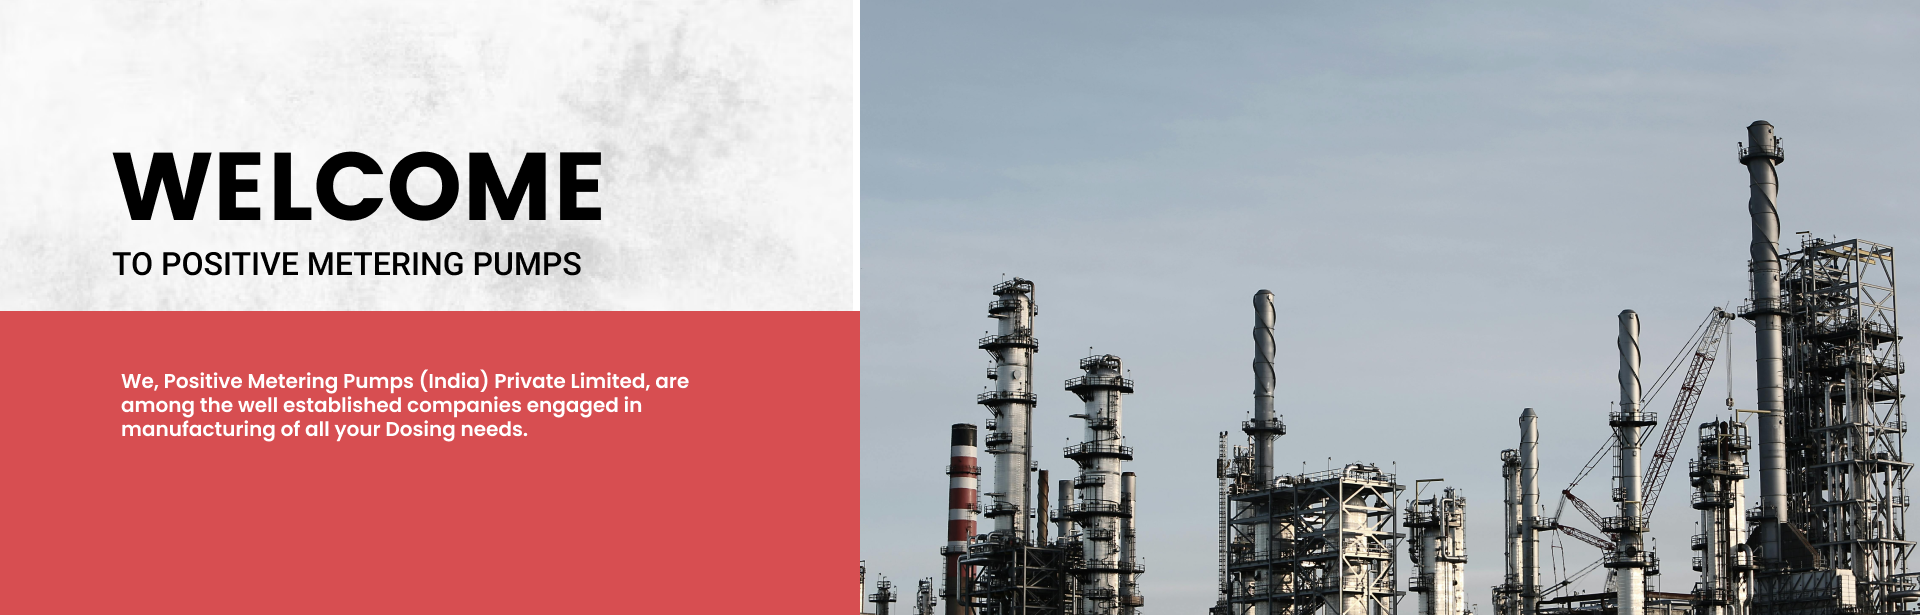 WELCOME
TO POSITIVE METERING PUMPS
We, Positive Metering Pumps (India) Private Limited, are
among the well established companies engaged in
manufacturing of all your Dosing needs.